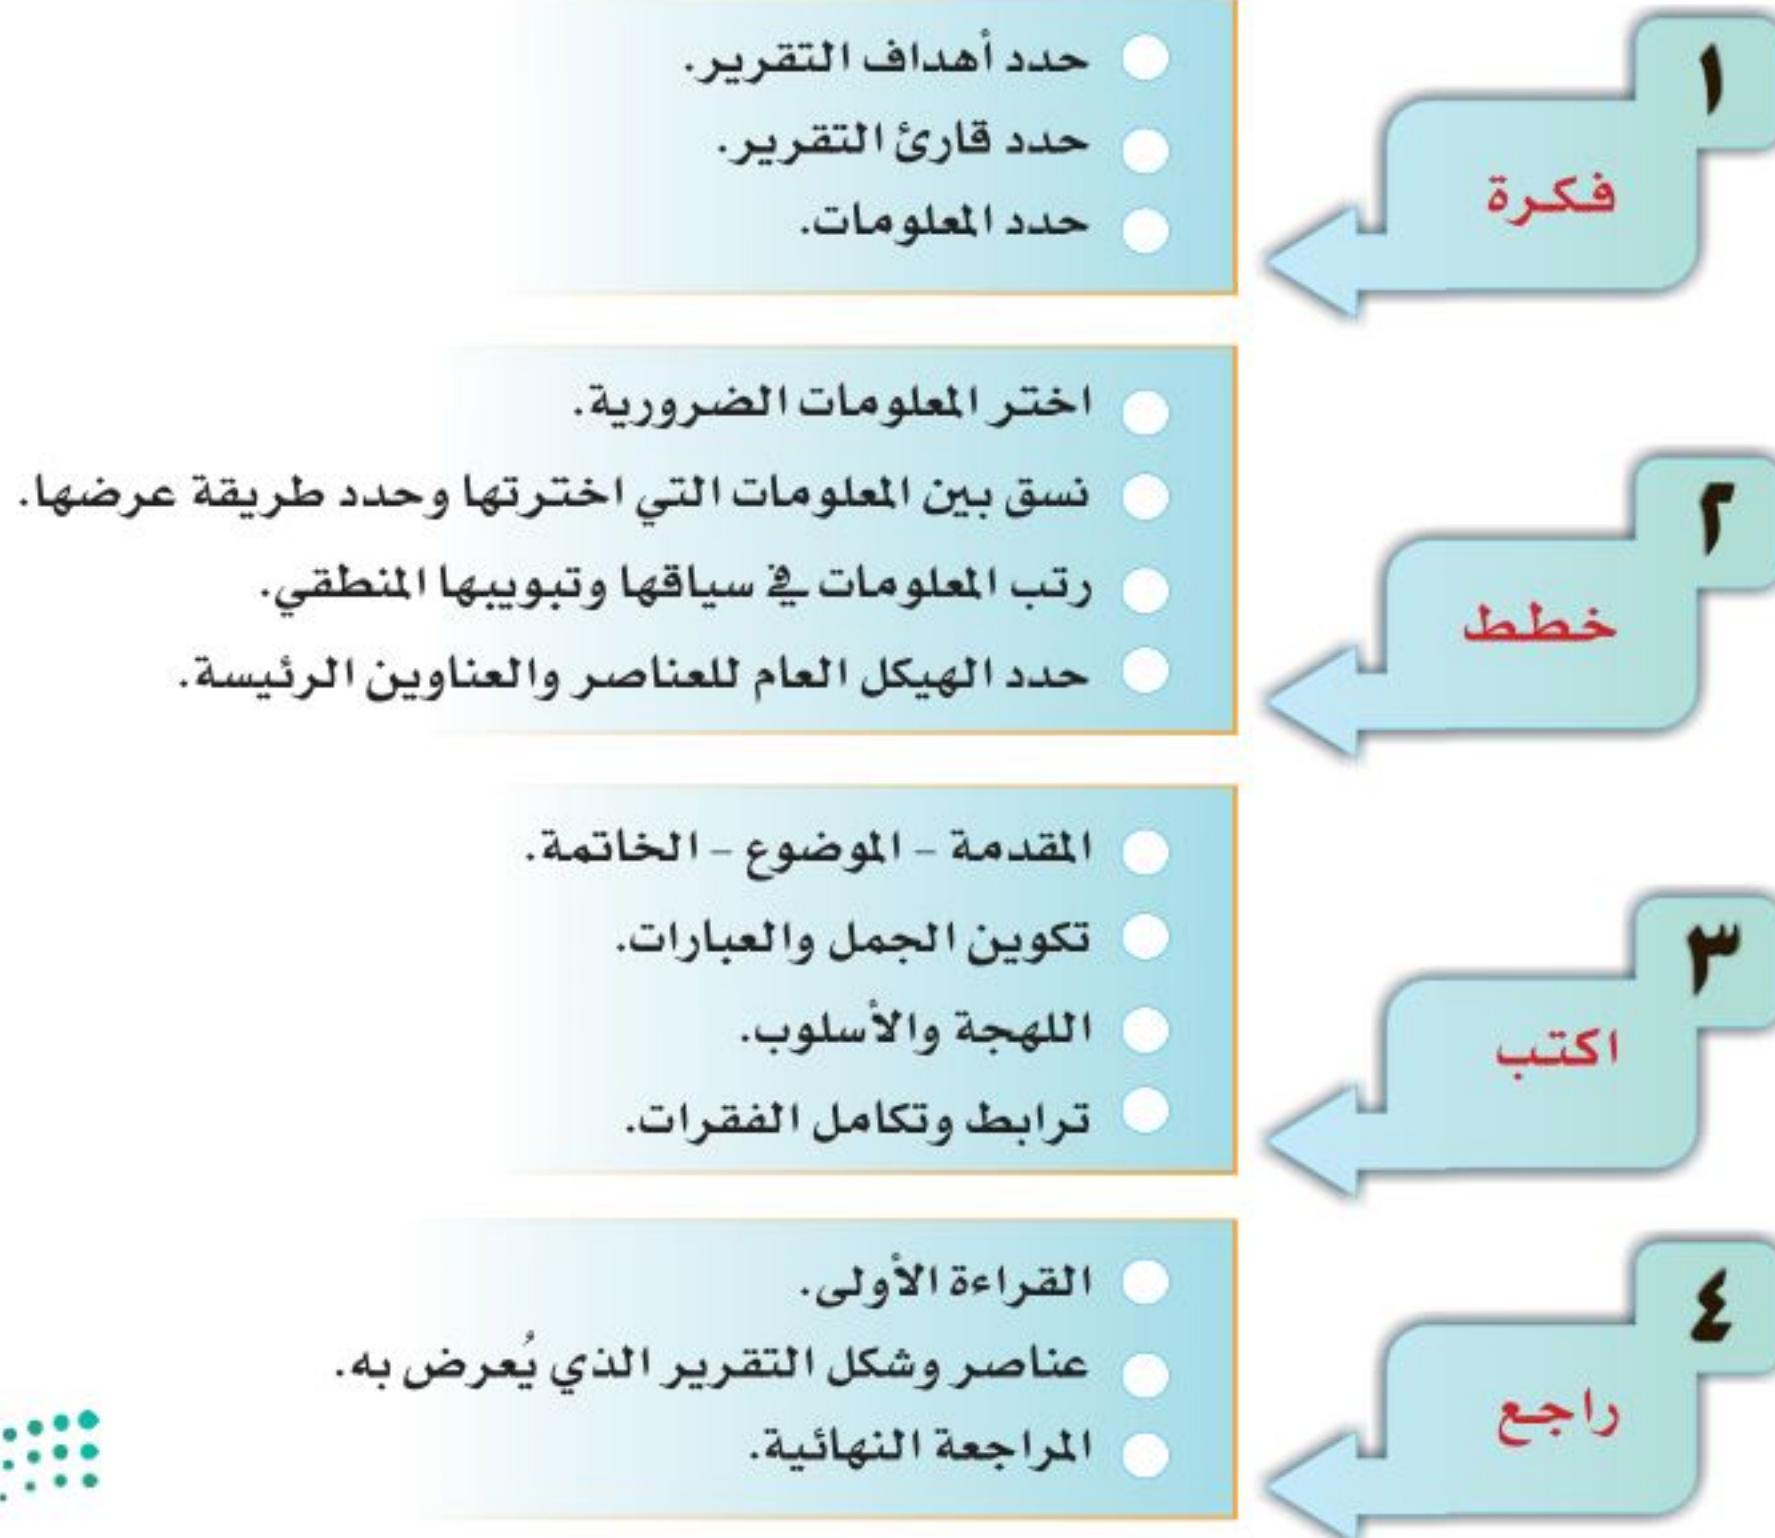 ١
فكرة
حدد أهداف التقرير.
حدد قارئ التقرير.
حدد المعلومات.
٢
خطط
اختر المعلومات الضرورية.
نسق بين المعلومات التي اخترتها وحدد طريقة عرضها.
رتب المعلومات في سياقها وتبويبها المنطقي.
حدد الهيكل العام للعناصر والعناوين الرئيسة.
٣
اكتب
المقدمة – الموضوع – الخاتمة.
تكوين الجمل والعبارات.
اللهجة والأسلوب.
ترابط وتكامل الفقرات.
٤
راجع
القراءة الأولى.
عناصر وشكل التقرير الذي يُعرض به.
المراجعة النهائية.